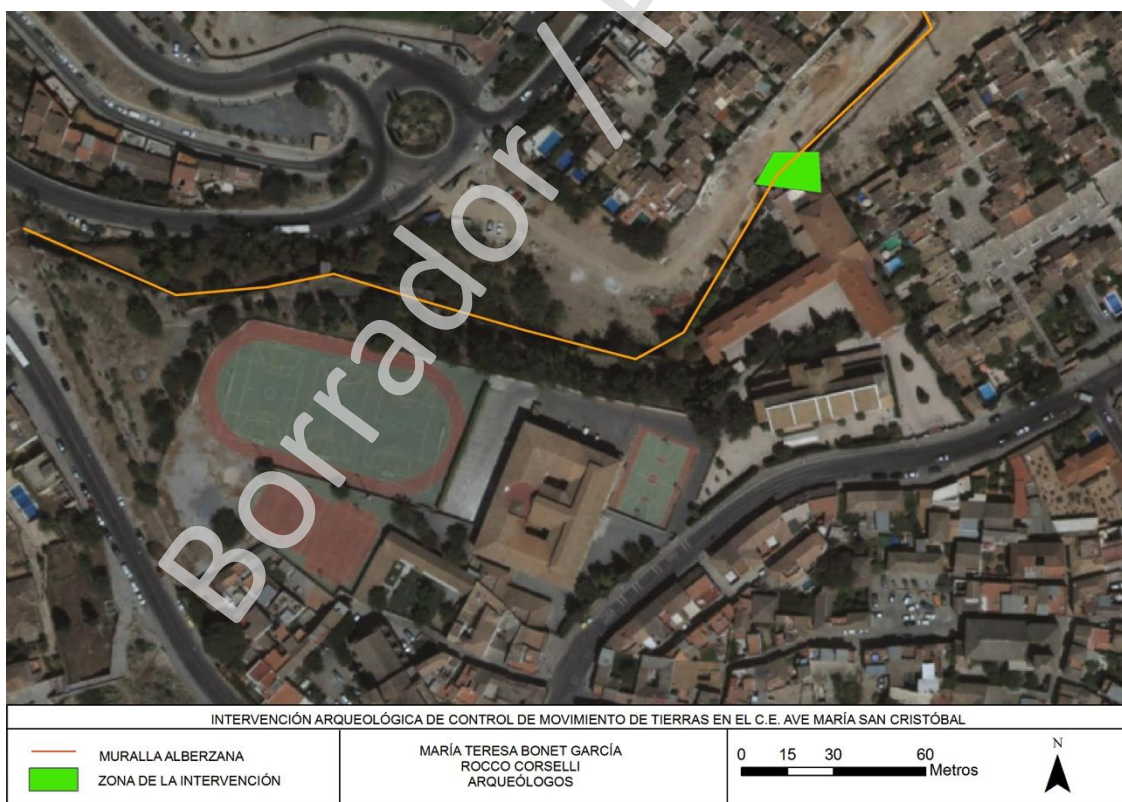 Borrador /
INTERVENCIÓN ARQUEOLÓGICA DE CONTROL DE MOVIMIENTO DE TIERRAS EN EL C.E. AVE MARÍA SAN CRISTÓBAL
MURALLA ALBERZANA
ZONA DE LA INTERVENCIÓN
MARÍA TERESA BONET GARCÍA
ROCCO CORSELLI
ARQUEÓLOGOS
0 15 30 60
Metros
N